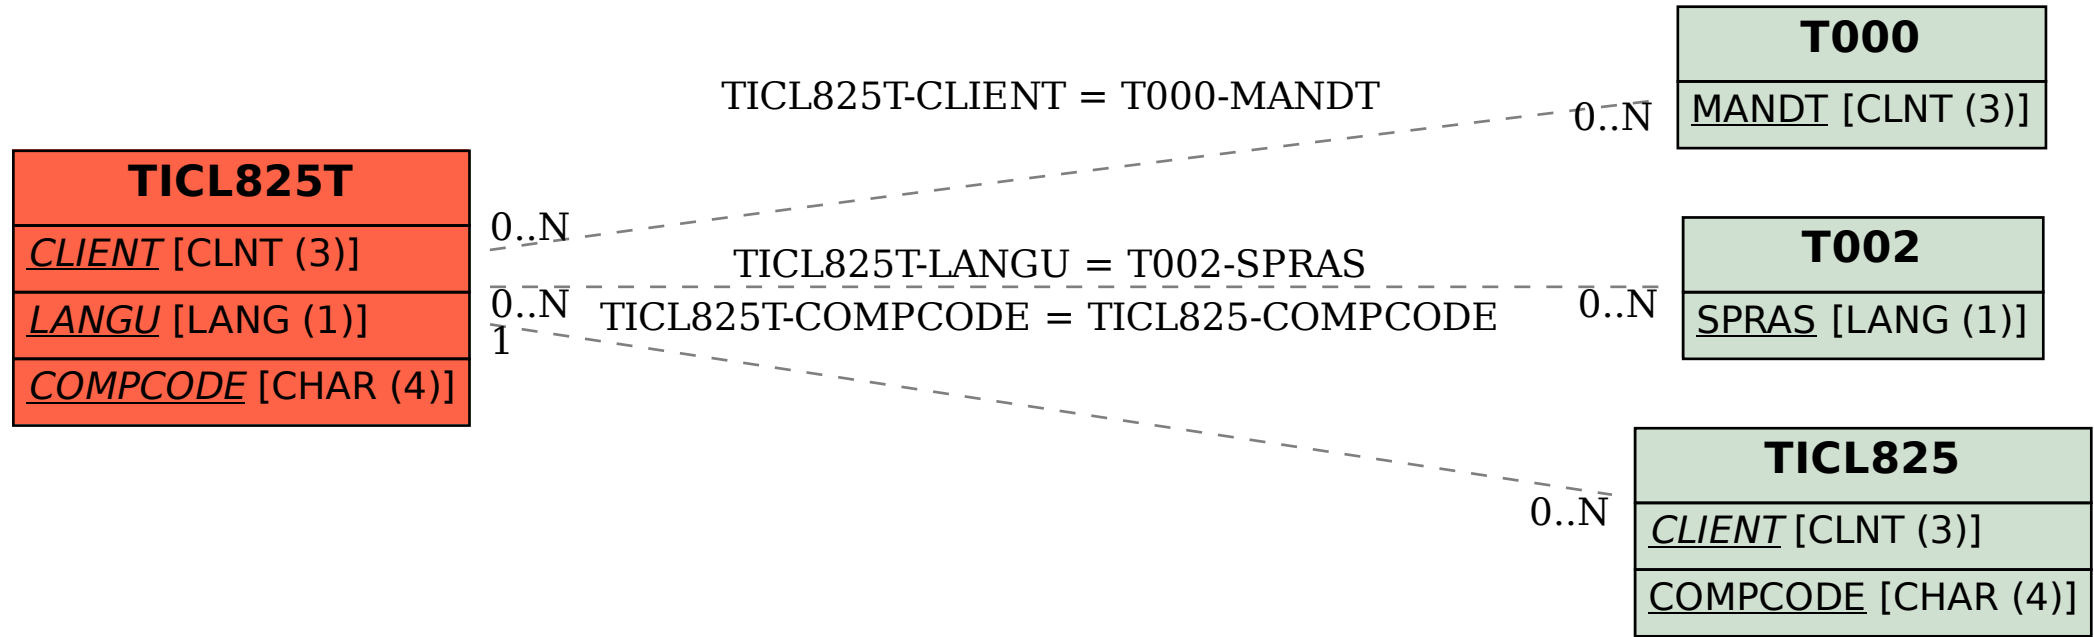 TICL825T
CLIENT [CLNT (3)]
LANGU [LANG (1)]
COMPCODE [CHAR (4)]
TICL825T-CLIENT = T000-MANDT
0..N
0..N
TICL825T-LANGU = T002-SPRAS
0..N
0..N
TICL825T-COMPCODE = TICL825-COMPCODE
1
0..N
T000
MANDT [CLNT (3)]
T002
SPRAS [LANG (1)]
TICL825
CLIENT [CLNT (3)]
COMPCODE [CHAR (4)]